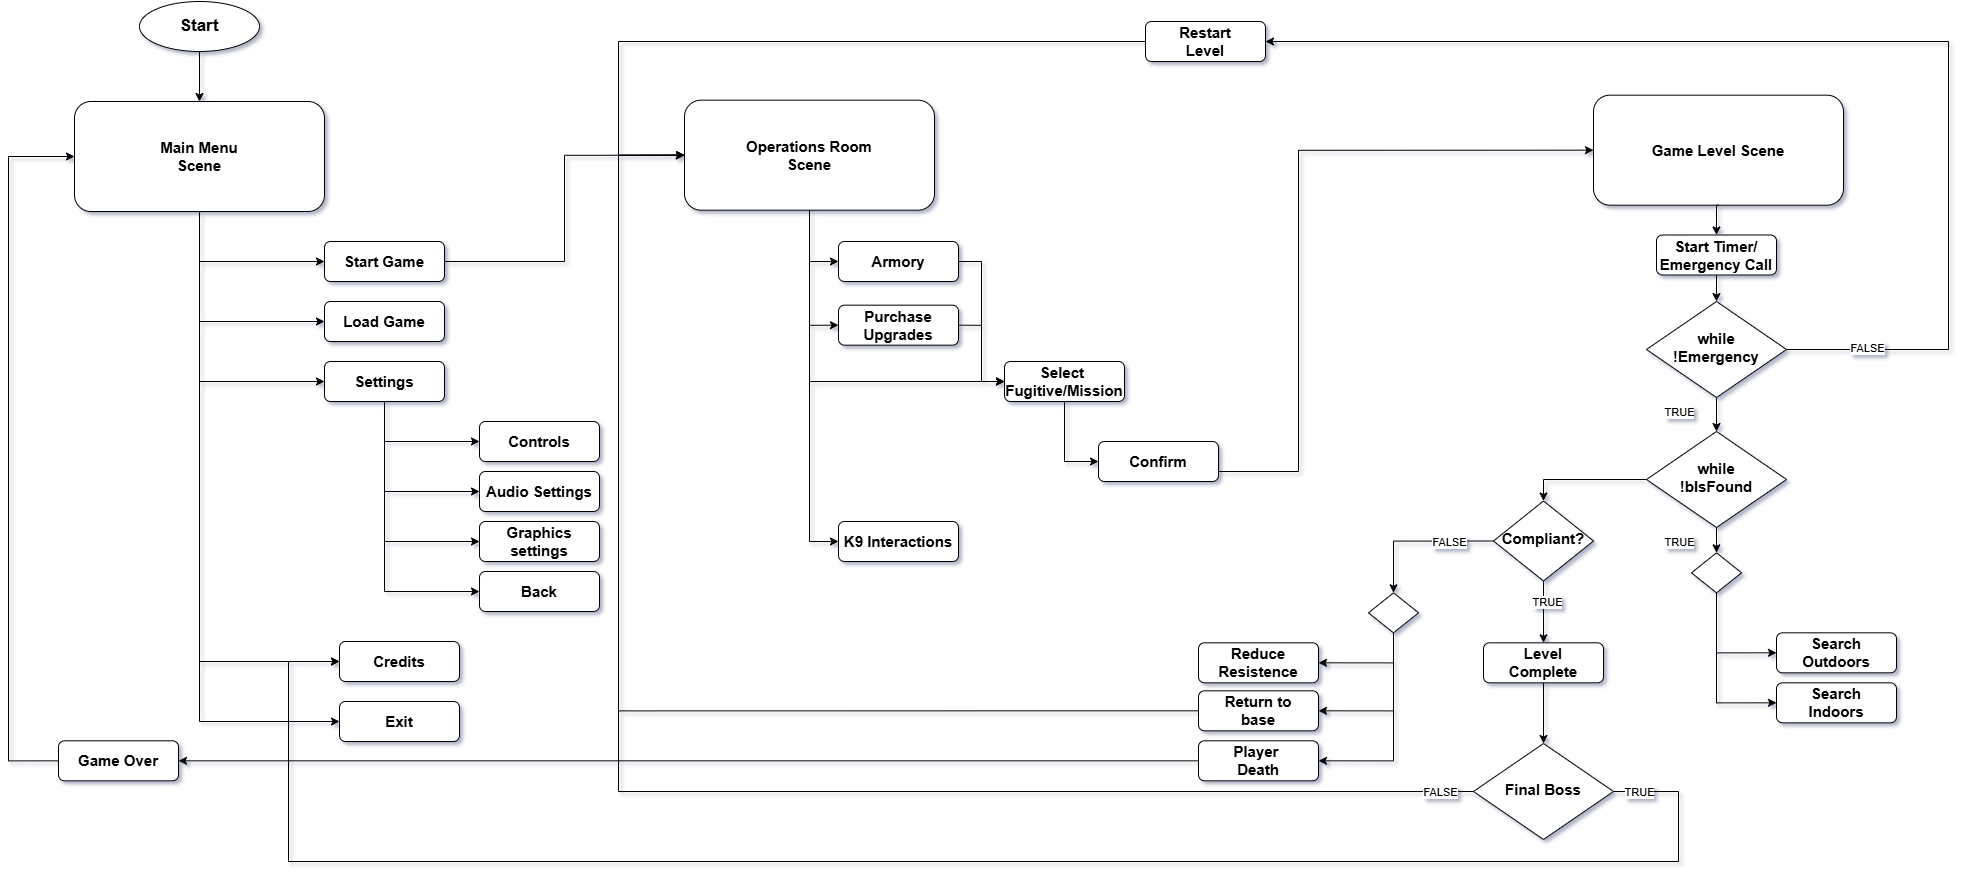 Start
Restart
Level
Main Menu
Scene
Operations Room
Scene
Game Level Scene
Start Game
Armory
Start Timer/
Emergency Call
Load Game
Purchase
Upgrades
while
!Emergency
FALSE
Settings
Select
Fugitive/Mission
TRUE
Controls
Confirm
while
!bIsFound
Audio Settings
Graphics
settings
K9 Interactions
FALSE
Compliant?
TRUE
Back
TRUE
Credits
Reduce
Resistence
Level
Complete
Search
Outdoors
Exit
Return to
base
Search
Indoors
Game Over
Player
Death
FALSE
Final Boss
TRUE